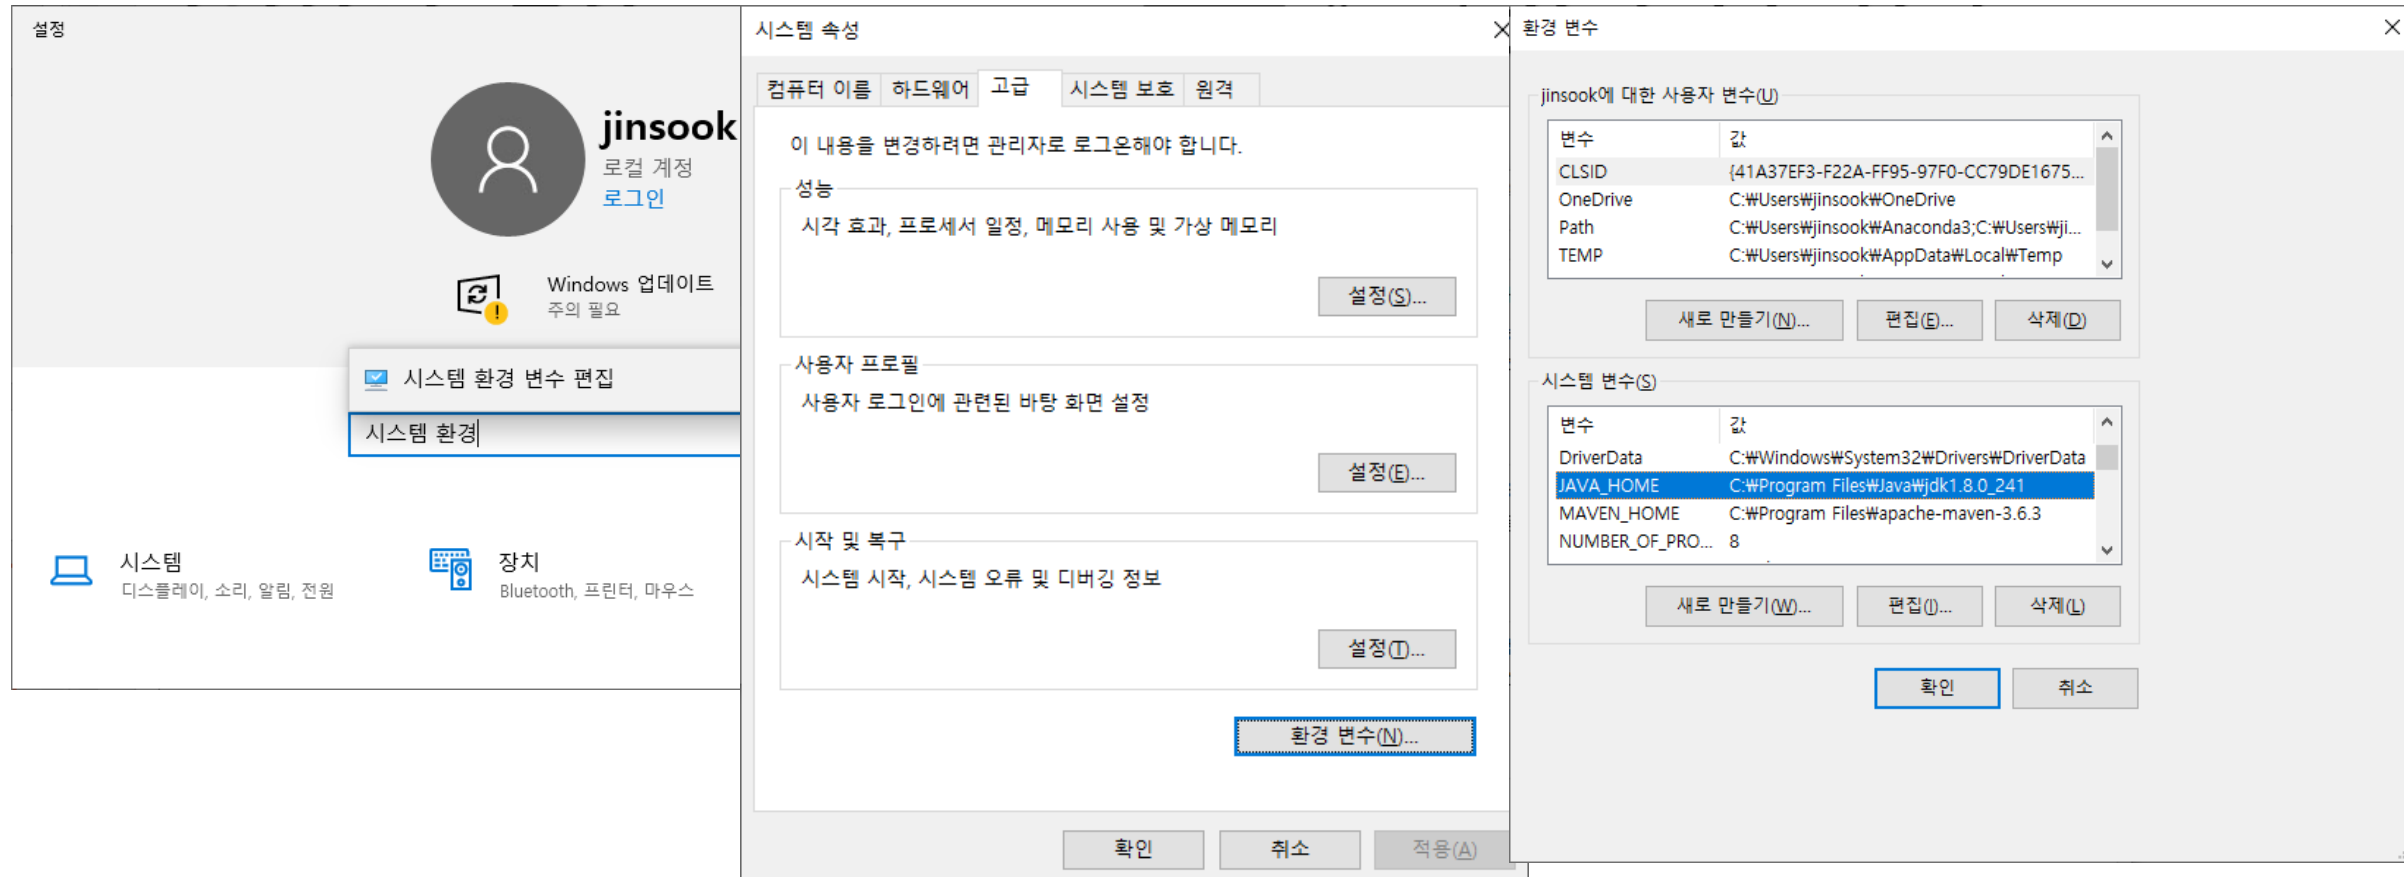 설정
jinsook
로컬 계정
로그인
Windows 업데이트
주의 필요
시스템 환경 변수 편집
시스템 환경
시스템
디스플레이, 소리, 알림, 전원
장치
Bluetooth, 프린터, 마우스
시스템 속성
컴퓨터 이름 하드웨어 고급 시스템 보호 원격
이 내용을 변경하려면 관리자로 로그온해야 합니다.
성능
시각 효과, 프로세서 일정, 메모리 사용 및 가상 메모리
설정(S)...
사용자 프로필
사용자 로그인에 관련된 바탕 화면 설정
설정(E)...
시작 및 복구
시스템 시작, 시스템 오류 및 디버깅 정보
설정(T)...
환경 변수(N)...
확인 취소 적용(A)
환경 변수
jinsook에 대한 사용자 변수(U)
변수 값
CLSID {41A37EF3-F22A-FF95-97F0-CC79DE1675...
OneDrive C:₩Users₩jinsook₩OneDrive
Path C:₩Users₩jinsook₩Anaconda3;C:₩Users₩ji...
TEMP C:₩Users₩jinsook₩AppData₩Local₩Temp
새로 만들기(N)... 편집(E)... 삭제(D)
시스템 변수(S)
변수 값
DriverData C:₩Windows₩System32₩Drivers₩DriverData
JAVA_HOME C:₩Program Files₩Java₩jdk1.8.0_241
MAVEN_HOME C:₩Program Files₩apache-maven-3.6.3
NUMBER_OF_PRO... 8
새로 만들기(W)... 편집(I)... 삭제(L)
확인 취소